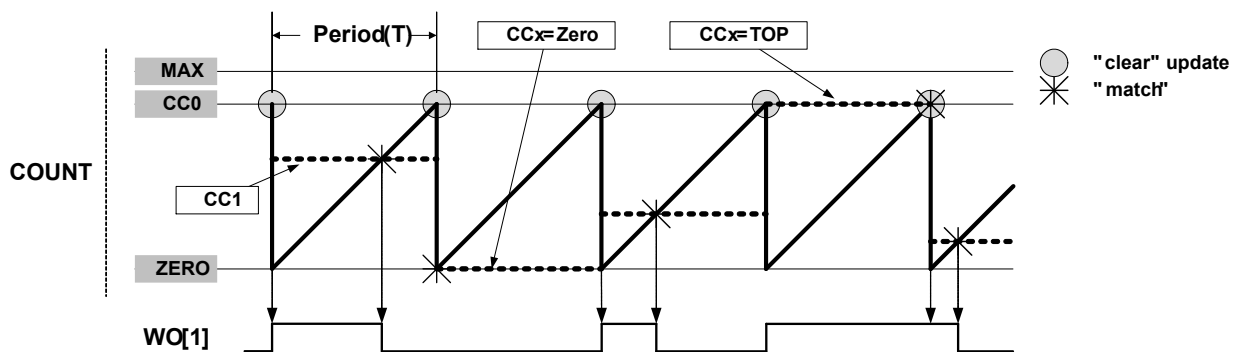 Period(T)
CCx=Zero
CCx=TOP
"clear" update
"match"
MAX
CC0
COUNT
CC1
ZERO
WO[1]